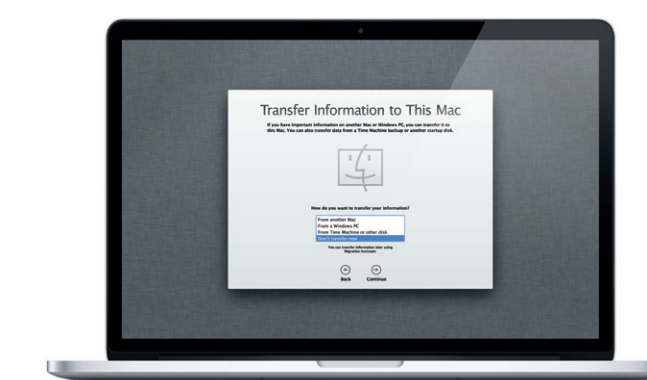 Transfer Information to This Mac
If you have important information on another Mac or Windows PC, you can transfer it to
this Mac. You can also transfer data from a Time Machine backup or another startup disk.
How do you want to transfer your information?
From another Mac
From a Windows PC
From Time Machine or other disk
Don't transfer now
You can transfer information later using
Migration Assistant.
Back
Continue